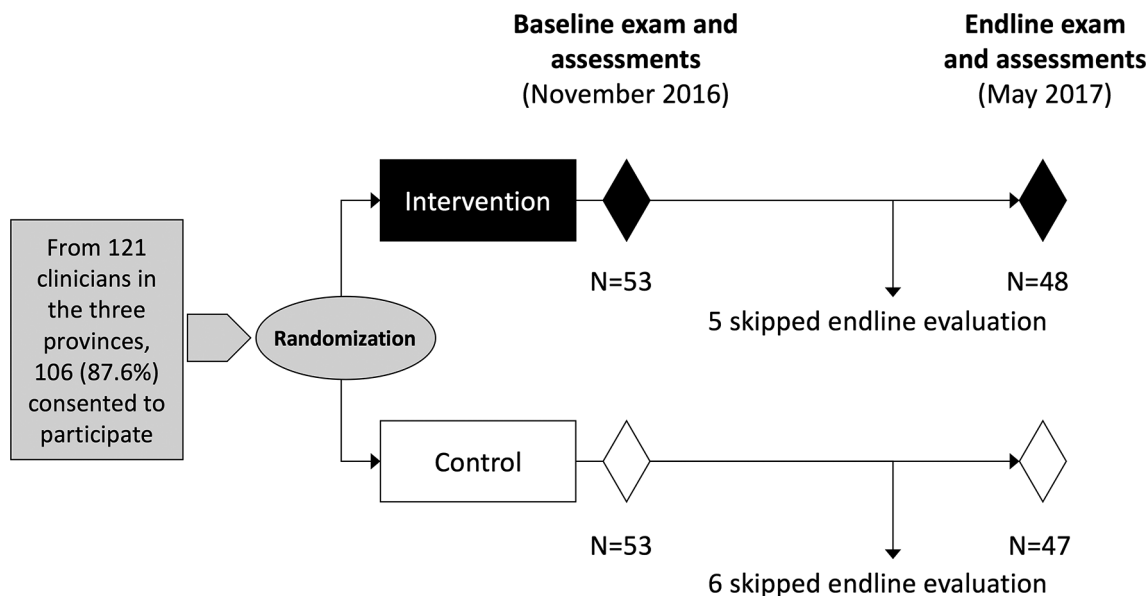 Baseline exam and
assessments
(November 2016)
Endline exam
and assessments
(May 2017)
From 121
clinicians in
the three
provinces,
106 (87.6%)
consented to
participate
Randomization
Intervention
N=53
5 skipped endline evaluation
N=48
Control
N=53
6 skipped endline evaluation
N=47